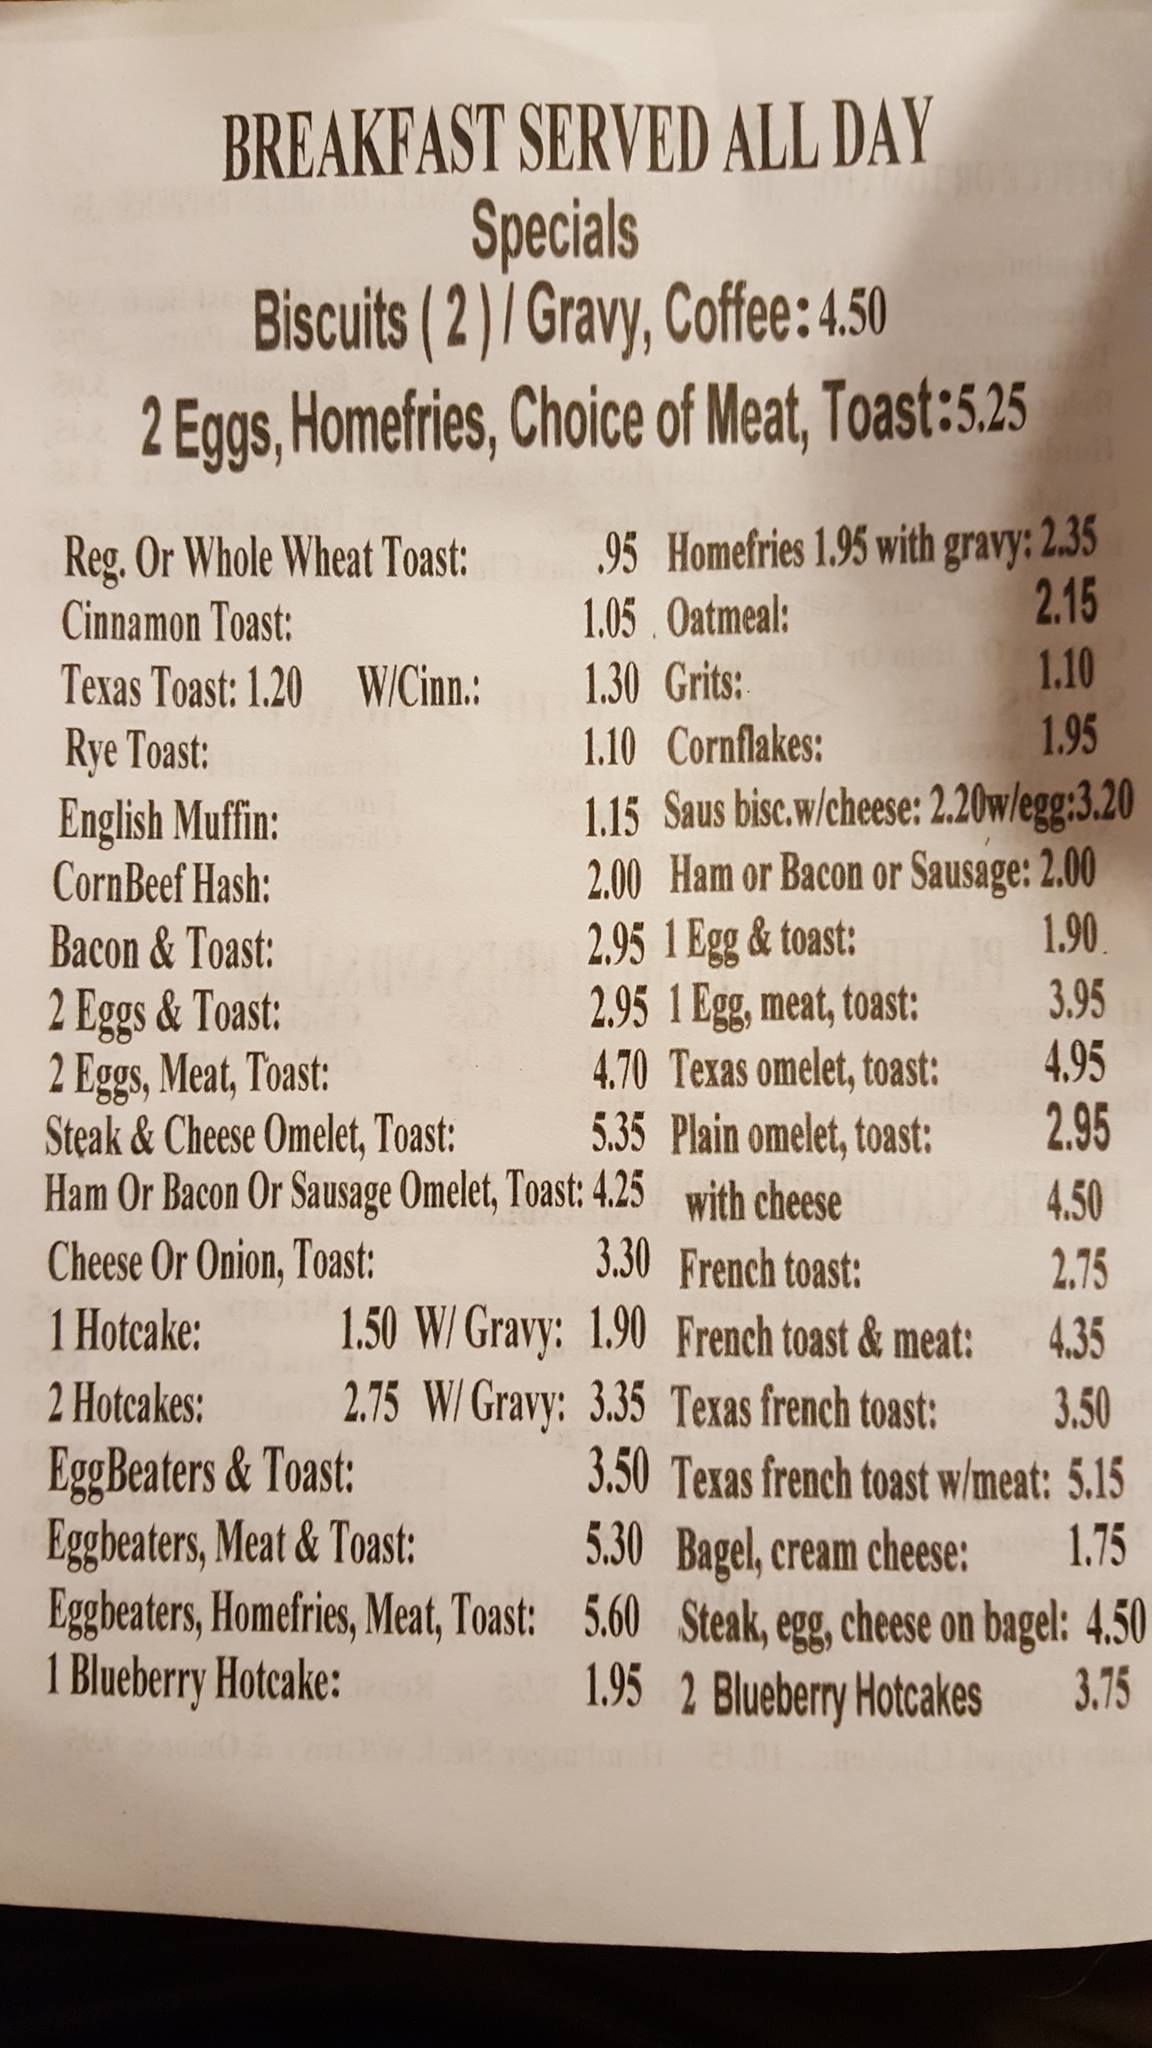 BREAKFAST SERVED ALL DAY
Specials
Biscuits ( 2 ) / Gravy, Coffee: 4.50
2 Eggs, Homefries, Choice of Meat, Toast: 5.25
Reg. Or Whole Wheat Toast: .95
Cinnamon Toast: 1.05
Texas Toast: 1.20 W/Cinn.: 1.30
Rye Toast: 1.10
English Muffin: 1.15
CornBeef Hash: 2.00
Bacon & Toast: 2.95
2 Eggs & Toast: 2.95
2 Eggs, Meat, Toast: 4.70
Steak & Cheese Omelet, Toast: 5.35
Ham Or Bacon Or Sausage Omelet, Toast: 4.25
Cheese Or Onion, Toast: 3.30
1 Hotcake: 1.50 W/ Gravy: 1.90
2 Hotcakes: 2.75 W/ Gravy: 3.35
EggBeaters & Toast: 3.50
Eggbeaters, Meat & Toast: 5.30
Eggbeaters, Homefries, Meat, Toast: 5.60
1 Blueberry Hotcake: 1.95
Homefries 1.95 with gravy: 2.35
Oatmeal: 2.15
Grits: 1.10
Cornflakes: 1.95
Saus bisc.w/cheese: 2.20w/egg:3.20
Ham or Bacon or Sausage: 2.00
1 Egg & toast: 1.90
1 Egg, meat, toast: 3.95
Texas omelet, toast: 4.95
Plain omelet, toast: 2.95
with cheese 4.50
French toast: 2.75
French toast & meat: 4.35
Texas french toast: 3.50
Texas french toast w/meat: 5.15
Bagel, cream cheese: 1.75
Steak, egg, cheese on bagel: 4.50
2 Blueberry Hotcakes 3.75